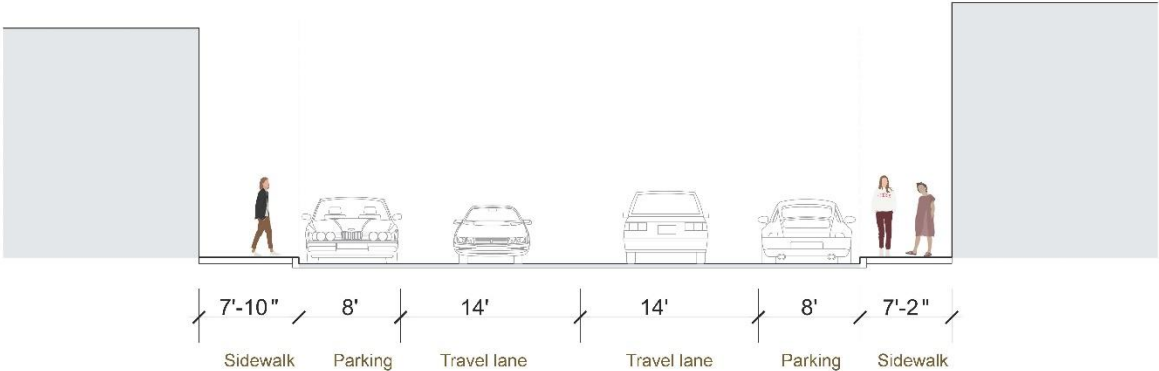 7'-10" 8' 14' 14' 8' 7'-2"
Sidewalk Parking Travel lane Travel lane Parking Sidewalk